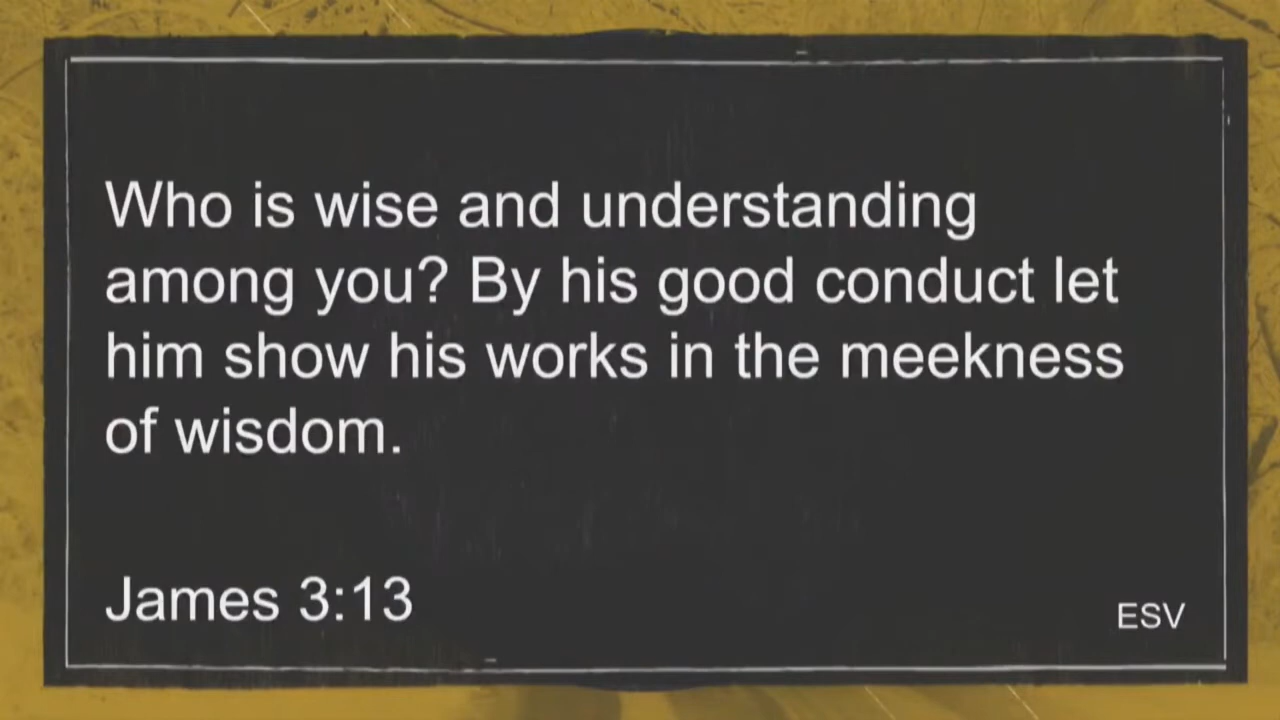 Who is wise and understanding
among you? By his good conduct let
him show his works in the meekness
of wisdom.
James 3:13
ESV